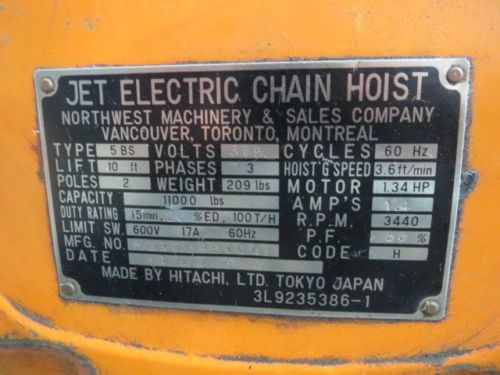 JET ELECTRIC CHAIN HOIST
NORTHWEST MACHINERY & SALES COMPANY
VANCOUVER, TORONTO, MONTREAL
TYPE 5BS VOLTS CYCLES 60 Hz
LIFT 10 ft PHASES 3 HOIST'G SPEED 3.6 ft/min
POLES 2 WEIGHT 209 lbs MOTOR 1.34 HP
CAPACITY 11000 lbs AMP'S
DUTY RATING 15mn, %ED, 100T/H R.P.M. 3440
LIMIT SW. 600V 17A 60Hz P.F. %
MFG. NO. CODE H
DATE
MADE BY HITACHI, LTD. TOKYO JAPAN
3L9235386-1